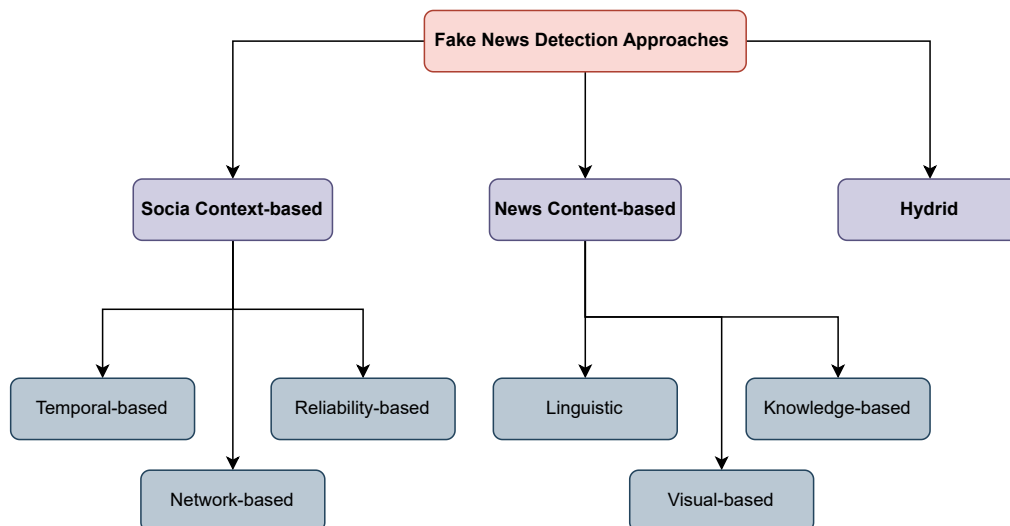 Fake News Detection Approaches
Socia Context-based
News Content-based
Hydrid
Temporal-based
Reliability-based
Linguistic
Knowledge-based
Network-based
Visual-based